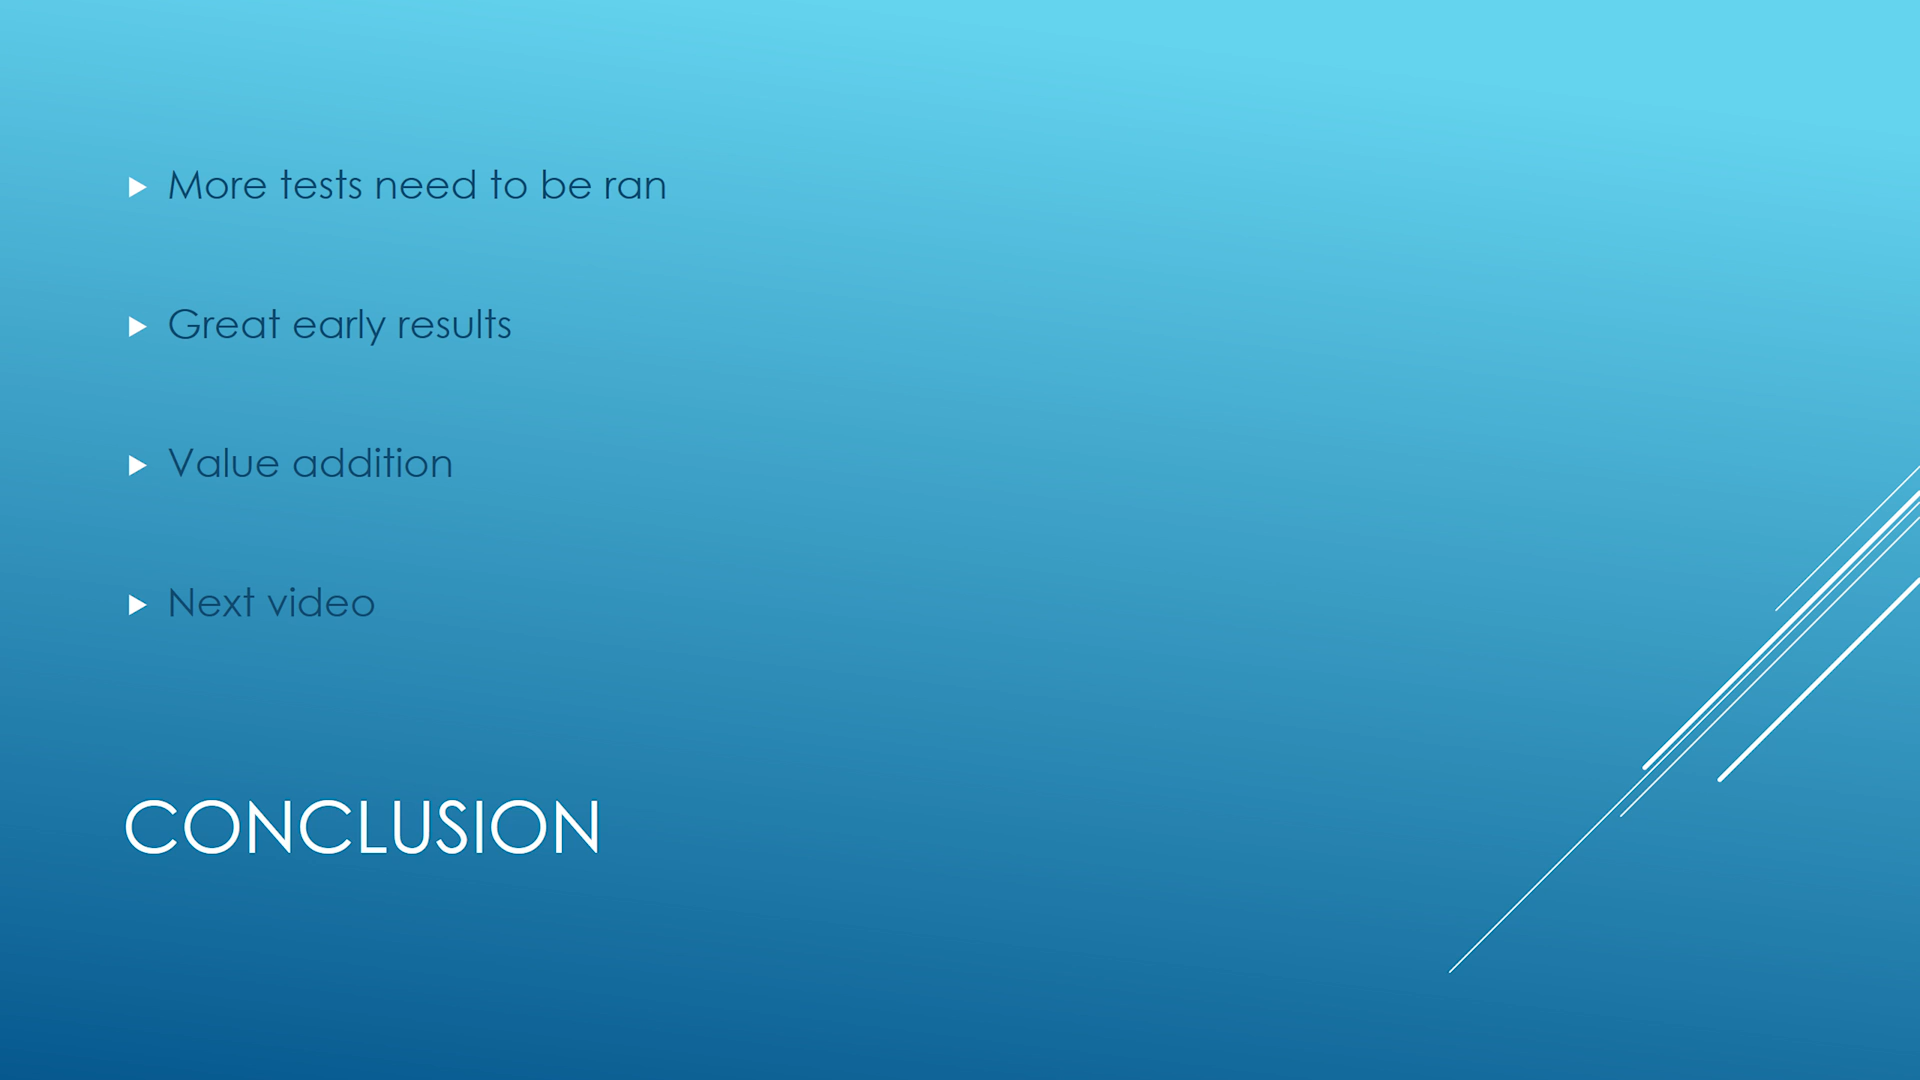 More tests need to be ran
Great early results
Value addition
Next video
CONCLUSION